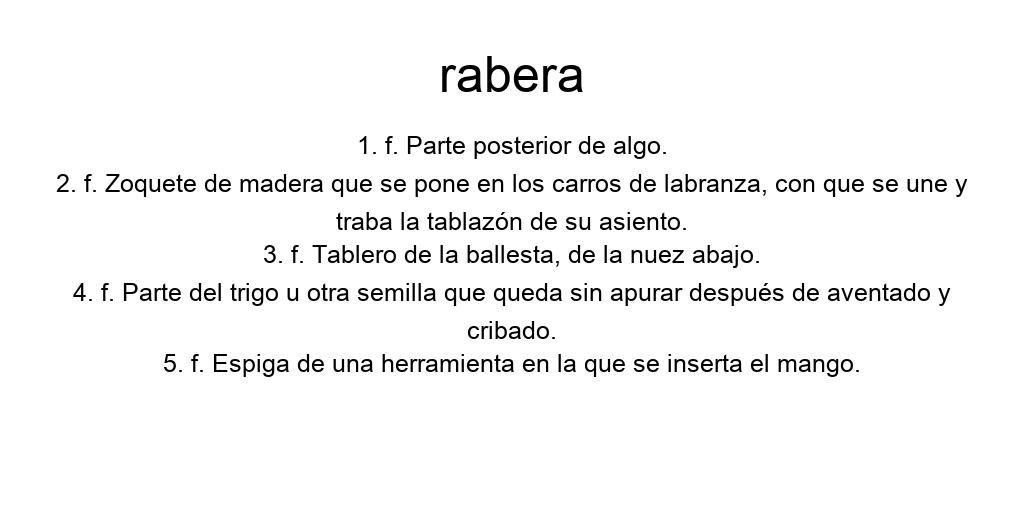 rabera
1. f. Parte posterior de algo.
2. f. Zoquete de madera que se pone en los carros de labranza, con que se une y
traba la tablazón de su asiento.
3. f. Tablero de la ballesta, de la nuez abajo.
4. f. Parte del trigo u otra semilla que queda sin apurar después de aventado y
cribado.
5. f. Espiga de una herramienta en la que se inserta el mango.